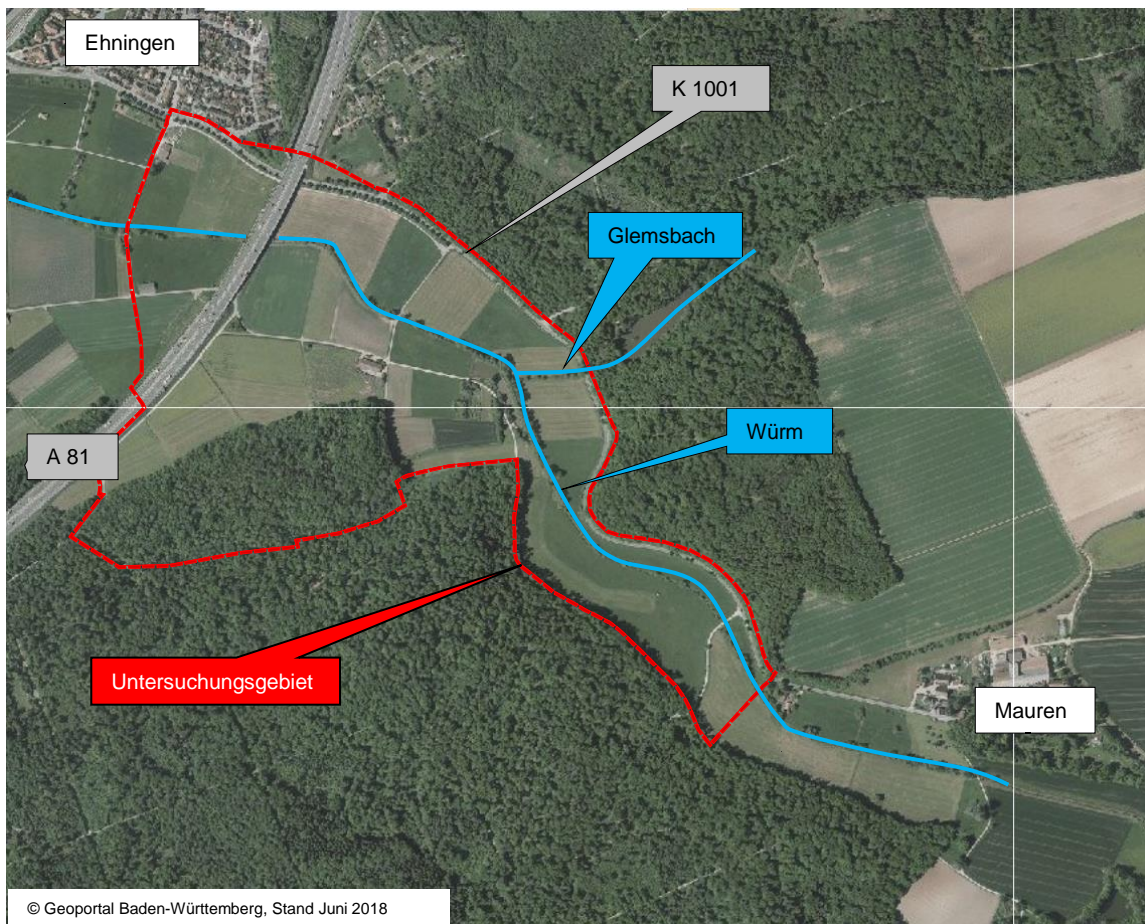 Ehningen
K 1001
Glemsbach
Würm
A 81
Untersuchungsgebiet
Mauren
© Geoportal Baden-Württemberg, Stand Juni 2018